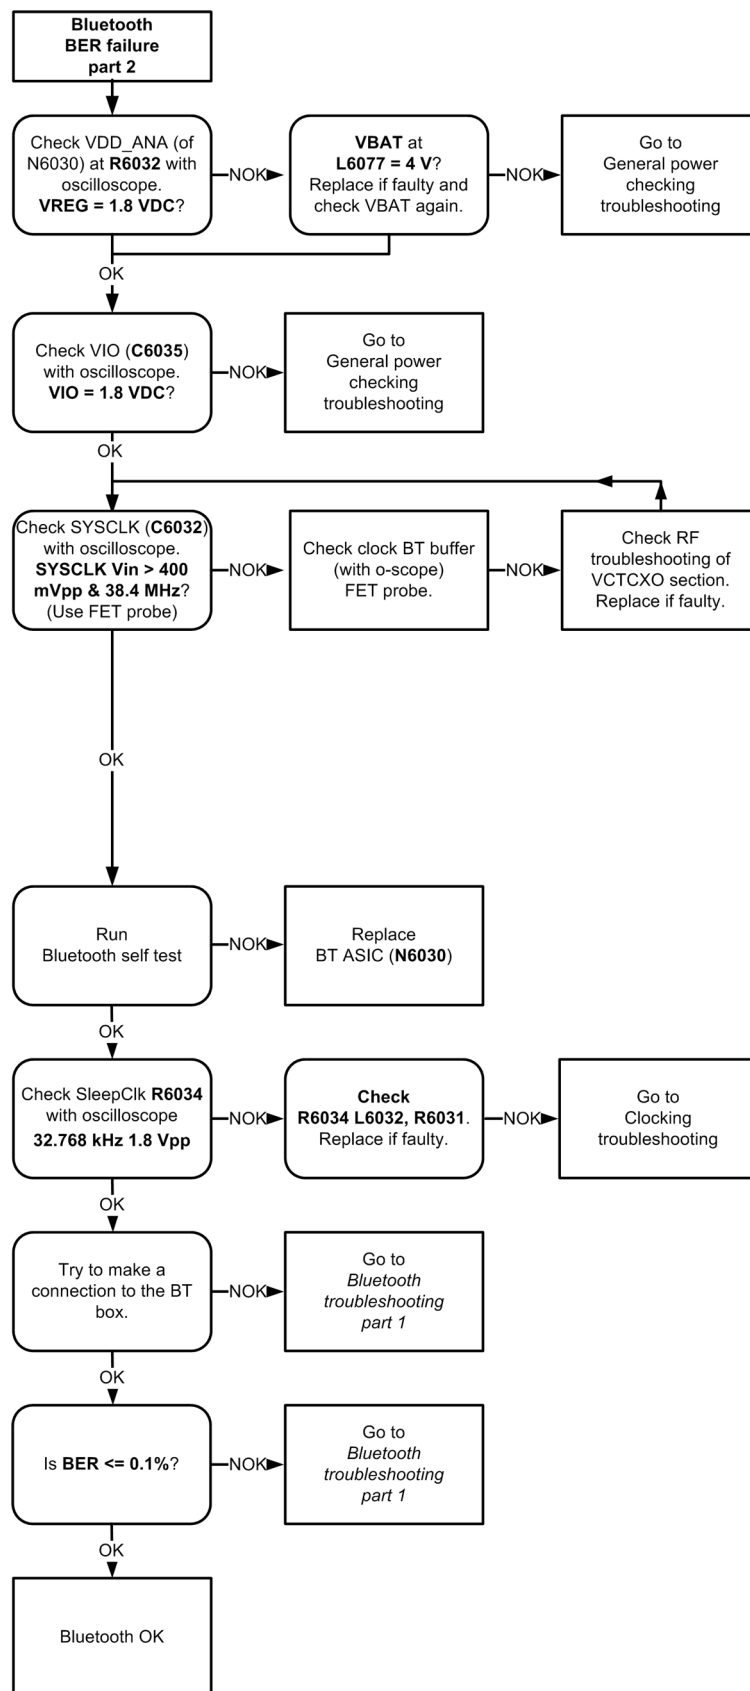 Bluetooth
BER failure
part 2
Check VDD_ANA (of
N6030) at R6032 with
oscilloscope.
VREG = 1.8 VDC?
NOK
VBAT at
L6077 = 4 V?
Replace if faulty and
check VBAT again.
NOK
Go to
General power
checking
troubleshooting
OK
Check VIO (C6035)
with oscilloscope.
VIO = 1.8 VDC?
NOK
Go to
General power
checking
troubleshooting
OK
Check SYSCLK (C6032)
with oscilloscope.
SYSCLK Vin > 400
mVpp & 38.4 MHz?
(Use FET probe)
NOK
Check clock BT buffer
(with o-scope)
FET probe.
NOK
Check RF
troubleshooting of
VCTCXO section.
Replace if faulty.
OK
Run
Bluetooth self test
NOK
Replace
BT ASIC (N6030)
OK
Check SleepClk R6034
with oscilloscope
32.768 kHz 1.8 Vpp
NOK
Check
R6034 L6032, R6031.
Replace if faulty.
NOK
Go to
Clocking
troubleshooting
OK
Try to make a
connection to the BT
box.
NOK
Go to
Bluetooth
troubleshooting
part 1
OK
Is BER <= 0.1%?
NOK
Go to
Bluetooth
troubleshooting
part 1
OK
Bluetooth OK